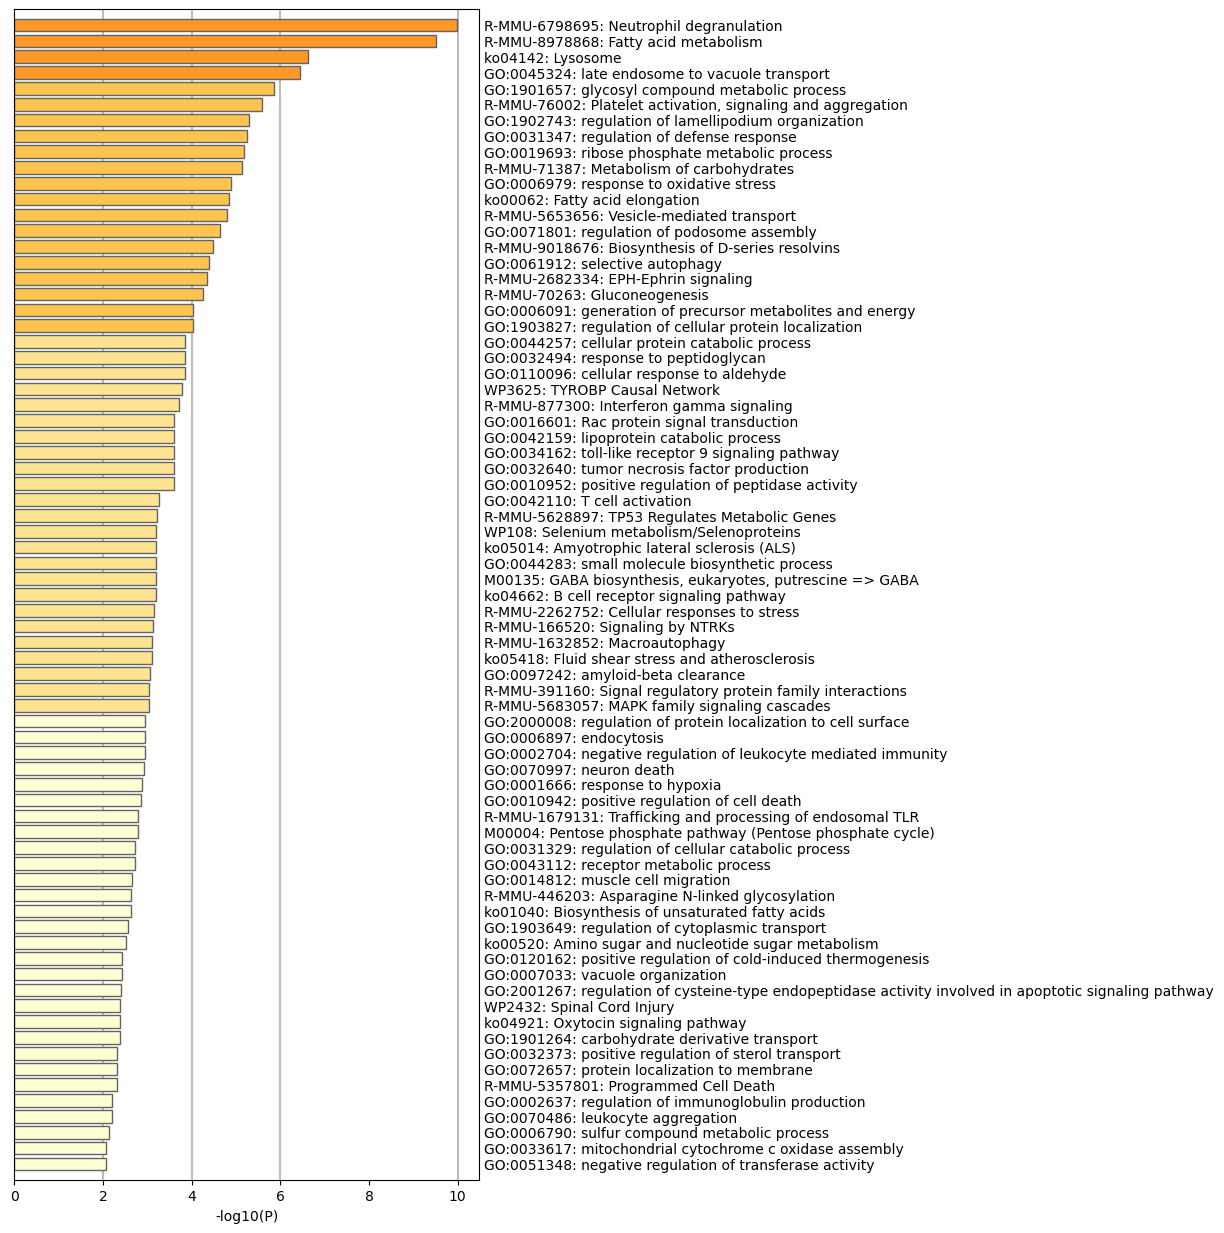 R-MMU-6798695: Neutrophil degranulation
R-MMU-8978868: Fatty acid metabolism
ko04142: Lysosome
GO:0045324: late endosome to vacuole transport
GO:1901657: glycosyl compound metabolic process
R-MMU-76002: Platelet activation, signaling and aggregation
GO:1902743: regulation of lamellipodium organization
GO:0031347: regulation of defense response
GO:0019693: ribose phosphate metabolic process
R-MMU-71387: Metabolism of carbohydrates
GO:0006979: response to oxidative stress
ko00062: Fatty acid elongation
R-MMU-5653656: Vesicle-mediated transport
GO:0071801: regulation of podosome assembly
R-MMU-9018676: Biosynthesis of D-series resolvins
GO:0061912: selective autophagy
R-MMU-2682334: EPH-Ephrin signaling
R-MMU-70263: Gluconeogenesis
GO:0006091: generation of precursor metabolites and energy
GO:1903827: regulation of cellular protein localization
GO:0044257: cellular protein catabolic process
GO:0032494: response to peptidoglycan
GO:0110096: cellular response to aldehyde
WP3625: TYROBP Causal Network
R-MMU-877300: Interferon gamma signaling
GO:0016601: Rac protein signal transduction
GO:0042159: lipoprotein catabolic process
GO:0034162: toll-like receptor 9 signaling pathway
GO:0032640: tumor necrosis factor production
GO:0010952: positive regulation of peptidase activity
GO:0042110: T cell activation
R-MMU-5628897: TP53 Regulates Metabolic Genes
WP108: Selenium metabolism/Selenoproteins
ko05014: Amyotrophic lateral sclerosis (ALS)
GO:0044283: small molecule biosynthetic process
M00135: GABA biosynthesis, eukaryotes, putrescine => GABA
ko04662: B cell receptor signaling pathway
R-MMU-2262752: Cellular responses to stress
R-MMU-166520: Signaling by NTRKs
R-MMU-1632852: Macroautophagy
ko05418: Fluid shear stress and atherosclerosis
GO:0097242: amyloid-beta clearance
R-MMU-391160: Signal regulatory protein family interactions
R-MMU-5683057: MAPK family signaling cascades
GO:2000008: regulation of protein localization to cell surface
GO:0006897: endocytosis
GO:0002704: negative regulation of leukocyte mediated immunity
GO:0070997: neuron death
GO:0001666: response to hypoxia
GO:0010942: positive regulation of cell death
R-MMU-1679131: Trafficking and processing of endosomal TLR
M00004: Pentose phosphate pathway (Pentose phosphate cycle)
GO:0031329: regulation of cellular catabolic process
GO:0043112: receptor metabolic process
GO:0014812: muscle cell migration
R-MMU-446203: Asparagine N-linked glycosylation
ko01040: Biosynthesis of unsaturated fatty acids
GO:1903649: regulation of cytoplasmic transport
ko00520: Amino sugar and nucleotide sugar metabolism
GO:0120162: positive regulation of cold-induced thermogenesis
GO:0007033: vacuole organization
GO:2001267: regulation of cysteine-type endopeptidase activity involved in apoptotic signaling pathway
WP2432: Spinal Cord Injury
ko04921: Oxytocin signaling pathway
GO:1901264: carbohydrate derivative transport
GO:0032373: positive regulation of sterol transport
GO:0072657: protein localization to membrane
R-MMU-5357801: Programmed Cell Death
GO:0002637: regulation of immunoglobulin production
GO:0070486: leukocyte aggregation
GO:0006790: sulfur compound metabolic process
GO:0033617: mitochondrial cytochrome c oxidase assembly
GO:0051348: negative regulation of transferase activity
0 2 4 6 8 10
-log10(P)